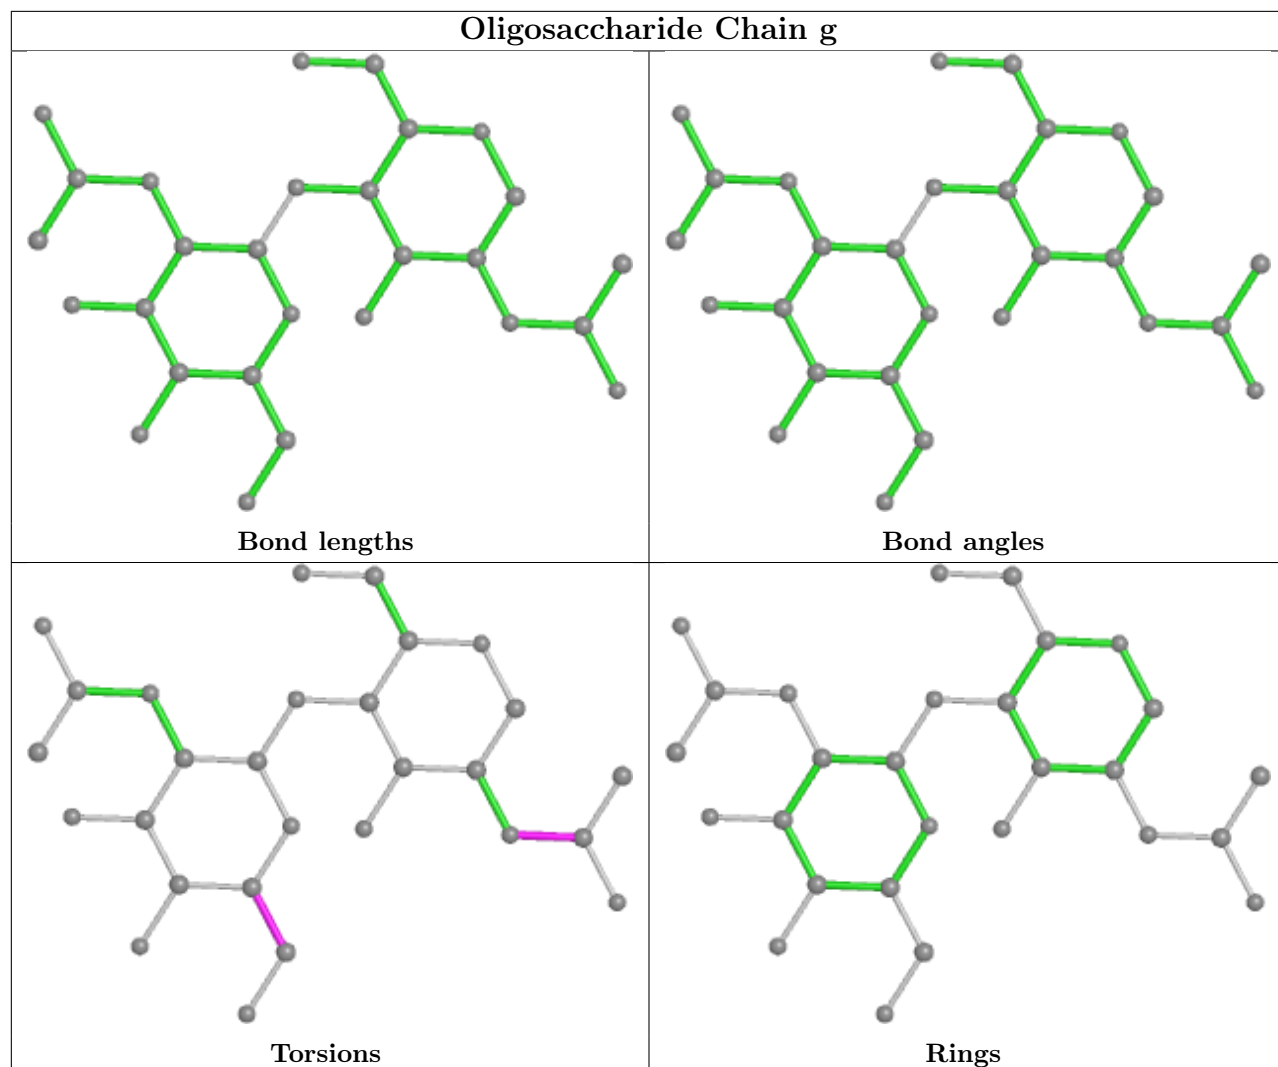 Oligosaccharide Chain g
Bond lengths
Bond angles
Torsions
Rings